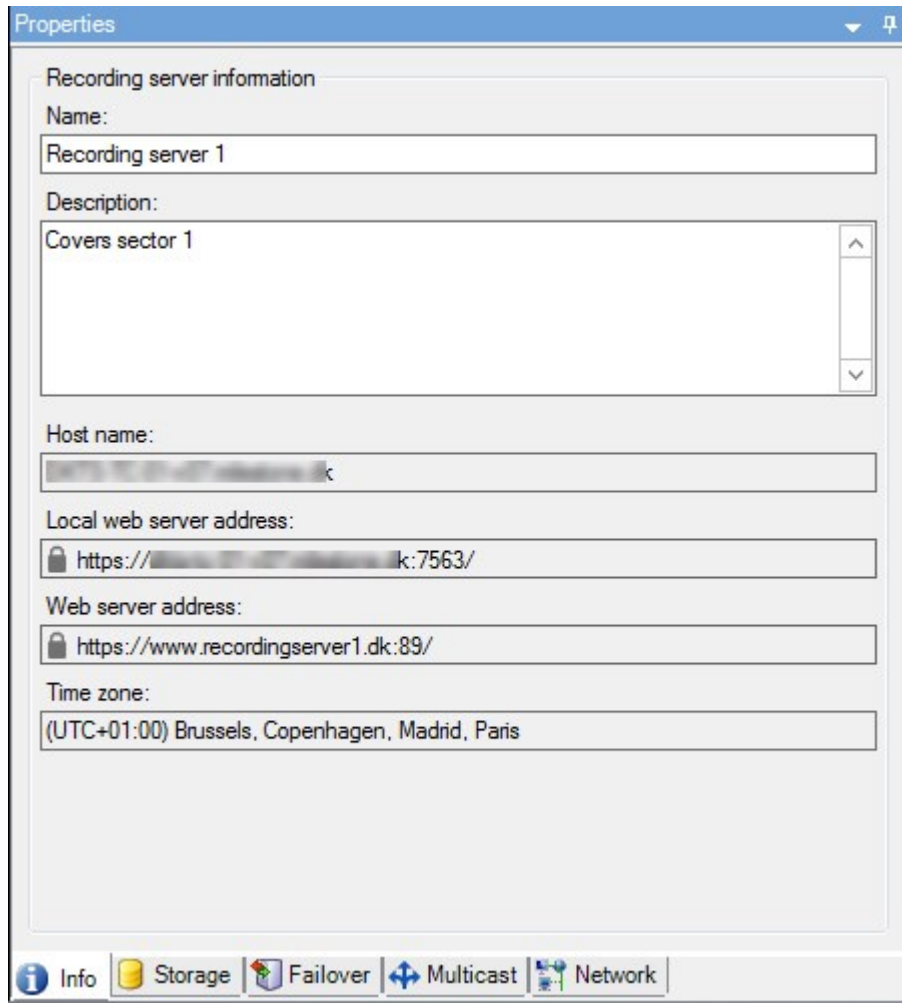 Properties
Recording server information
Name:
Recording server 1
Description:
Covers sector 1
Host name:
Local web server address:
https:// k:7563/
Web server address:
https://www.recordingserver1.dk:89/
Time zone:
(UTC+01:00) Brussels, Copenhagen, Madrid, Paris
Info Storage Failover Multicast Network